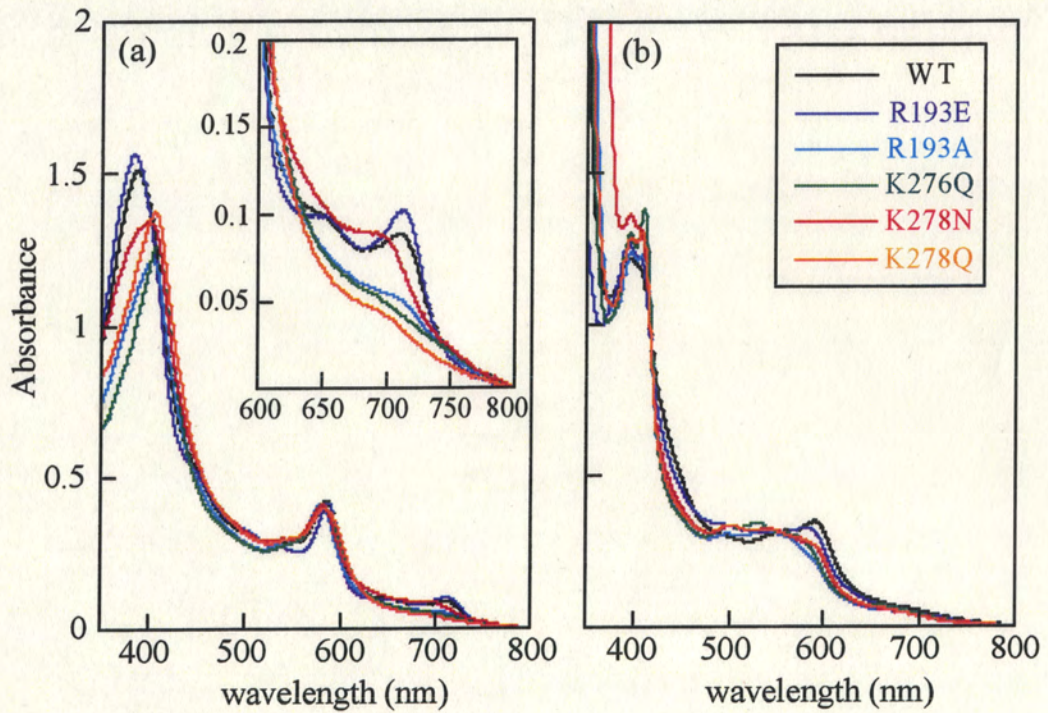 2
(a)
0.2
(b)
WT
R193E
R193A
K276Q
K278N
K278Q
0.15
1.5
0.1
0.05
1
600 650 700 750 800
0.5
0
400 500 600 700 800
400 500 600 700 800
Absorbance
wavelength (nm)
wavelength (nm)